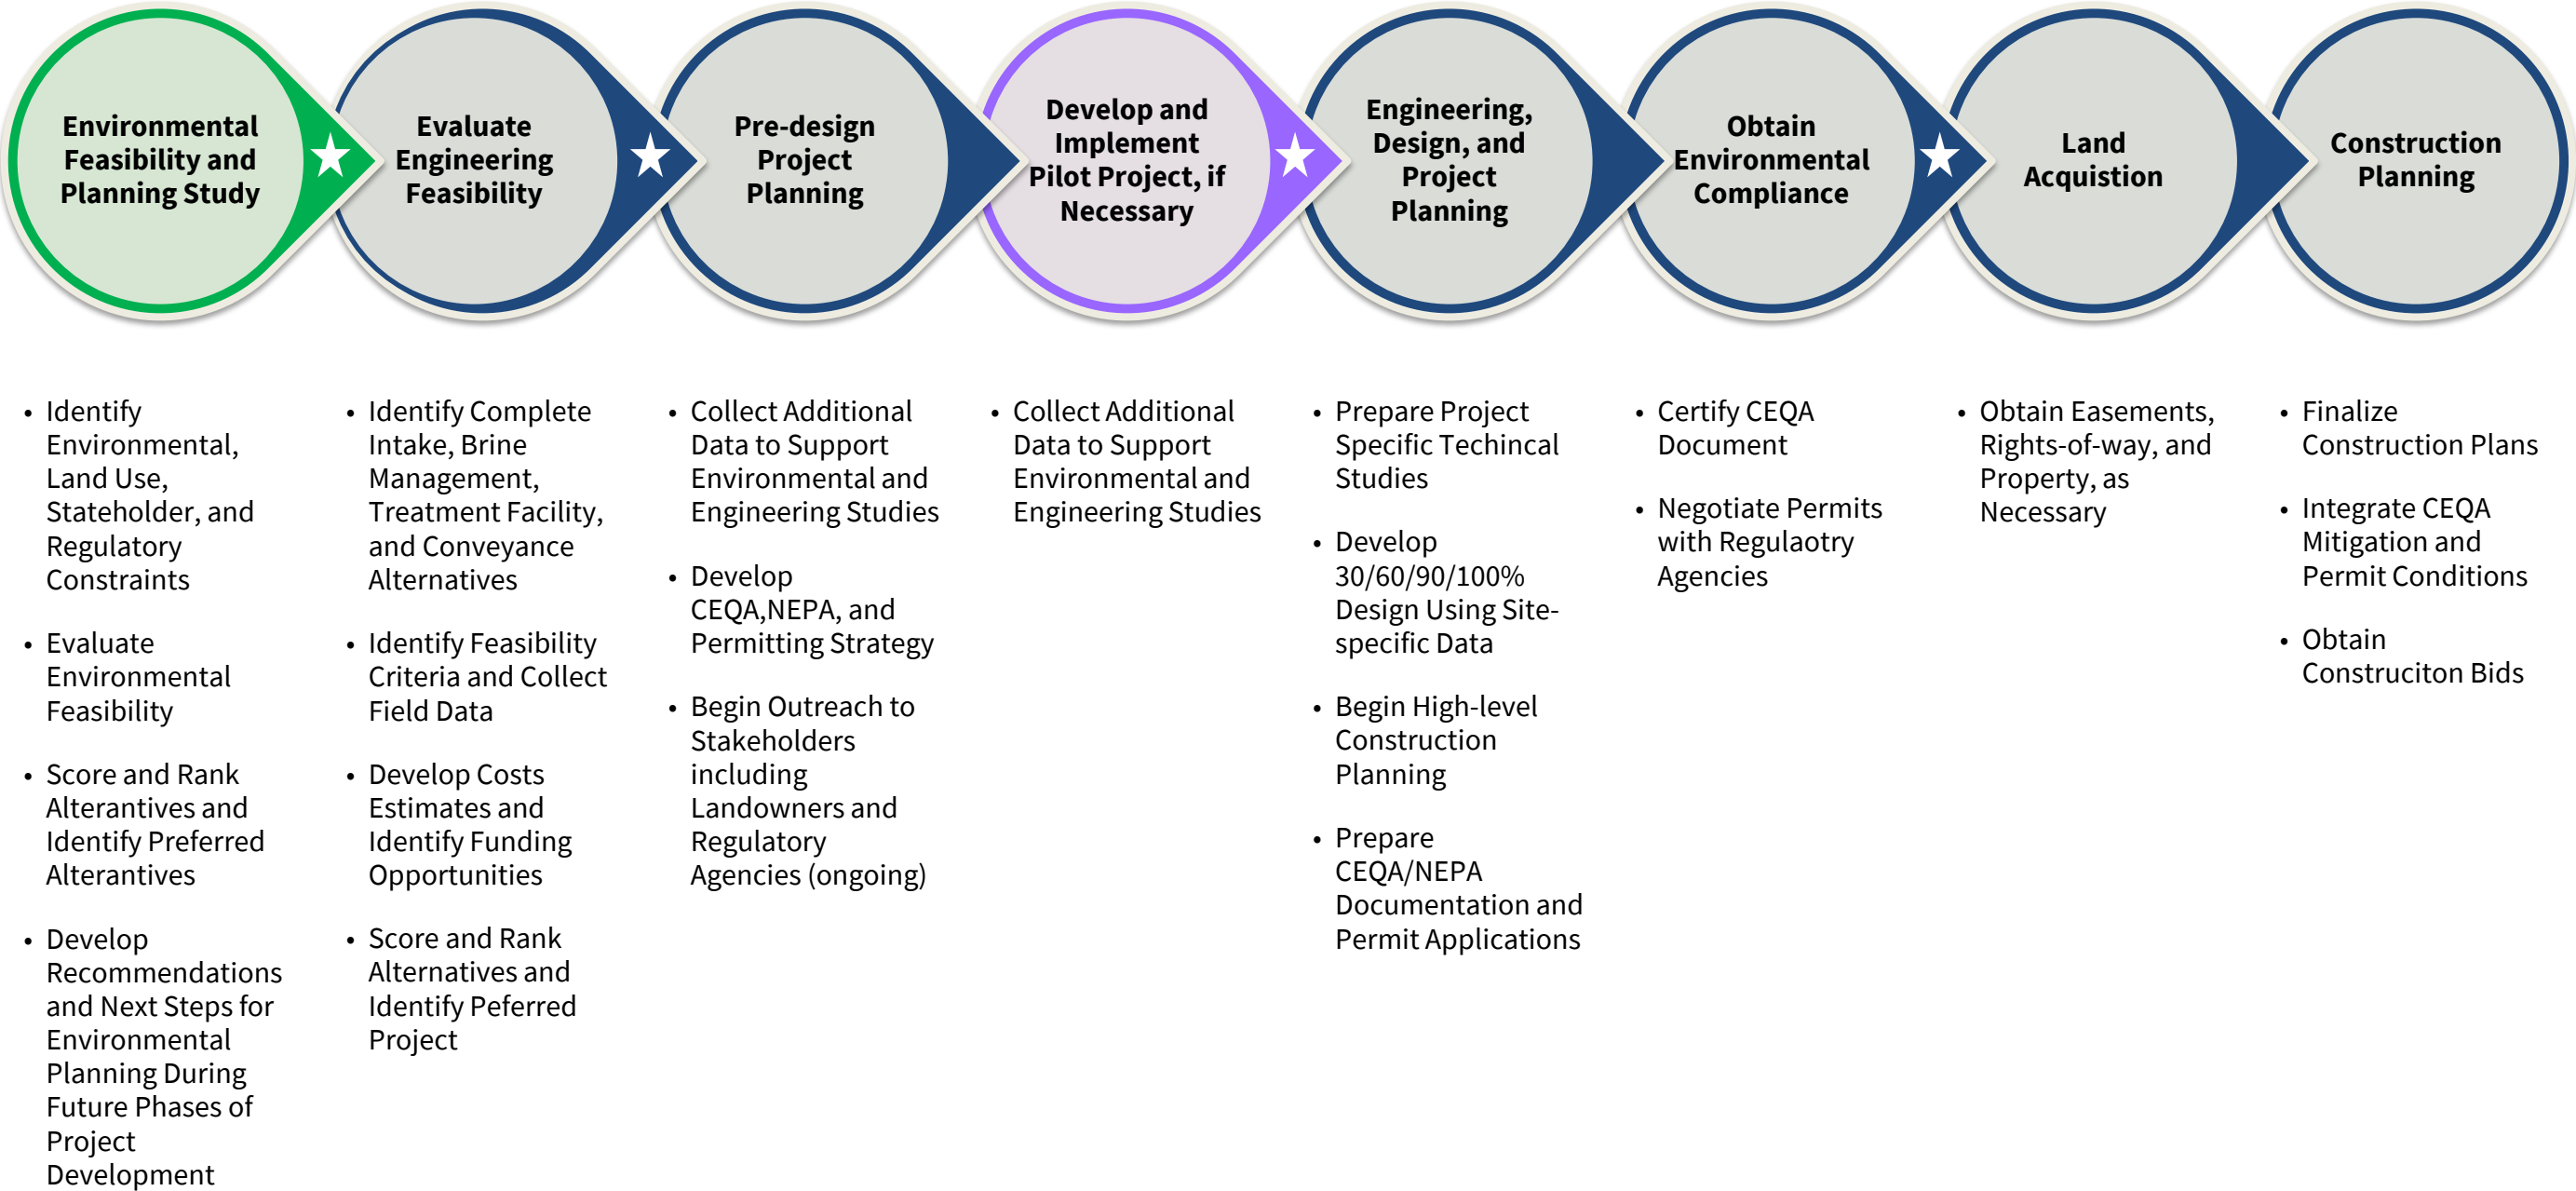 Environmental
Feasibility and
Planning Study
Evaluate
Engineering
Feasibility
Pre-design
Project
Planning
Develop and
Implement
Pilot Project, if
Necessary
Engineering,
Design, and
Project
Planning
Obtain
Environmental
Compliance
Land
Acquistion
Construction
Planning
• Identify
Environmental,
Land Use,
Stateholder, and
Regulatory
Constraints
• Evaluate
Environmental
Feasibility
• Score and Rank
Alterantives and
Identify Preferred
Alterantives
• Develop
Recommendations
and Next Steps for
Environmental
Planning During
Future Phases of
Project
Development
• Identify Complete
Intake, Brine
Management,
Treatment Facility,
and Conveyance
Alternatives
• Identify Feasibility
Criteria and Collect
Field Data
• Develop Costs
Estimates and
Identify Funding
Opportunities
• Score and Rank
Alternatives and
Identify Peferred
Project
• Collect Additional
Data to Support
Environmental and
Engineering Studies
• Develop
CEQA,NEPA, and
Permitting Strategy
• Begin Outreach to
Stakeholders
including
Landowners and
Regulatory
Agencies (ongoing)
• Collect Additional
Data to Support
Environmental and
Engineering Studies
• Prepare Project
Specific Techincal
Studies
• Develop
30/60/90/100%
Design Using Site-
specific Data
• Begin High-level
Construction
Planning
• Prepare
CEQA/NEPA
Documentation and
Permit Applications
• Certify CEQA
Document
• Negotiate Permits
with Regulaotry
Agencies
• Obtain Easements,
Rights-of-way, and
Property, as
Necessary
• Finalize
Construction Plans
• Integrate CEQA
Mitigation and
Permit Conditions
• Obtain
Construciton Bids